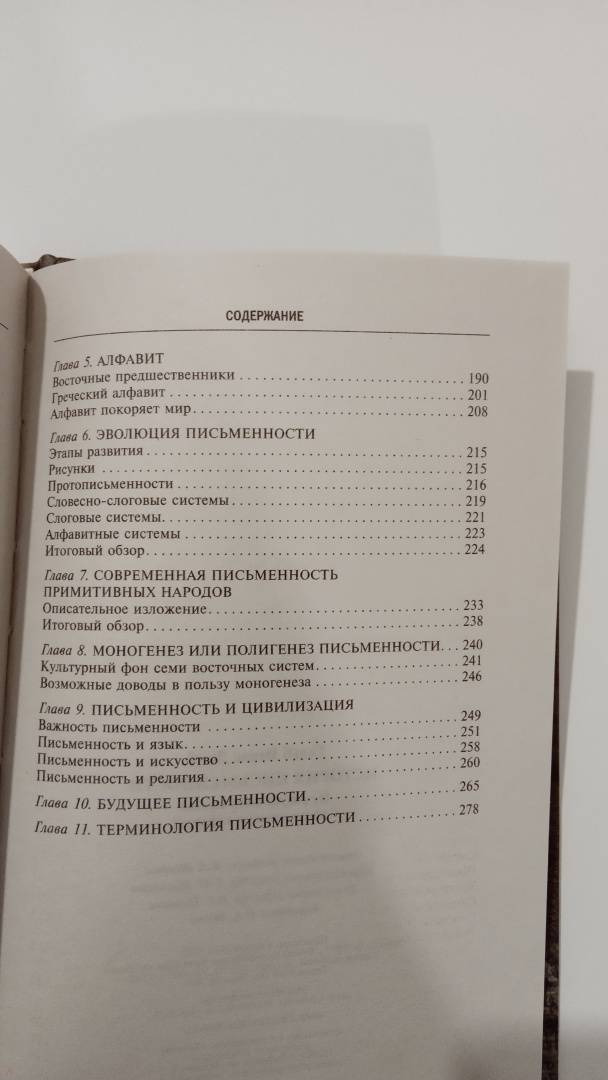 СОДЕРЖАНИЕ
Глава 5. АЛФАВИТ
Восточные предшественники . . . . . . . . . . . . . . . . . . . . . . . . . . 190
Греческий алфавит . . . . . . . . . . . . . . . . . . . . . . . . . . . . . . . . . . 201
Алфавит покоряет мир . . . . . . . . . . . . . . . . . . . . . . . . . . . . . . . 208
Глава 6. ЭВОЛЮЦИЯ ПИСЬМЕННОСТИ
Этапы развития . . . . . . . . . . . . . . . . . . . . . . . . . . . . . . . . . . . . . 215
Рисунки . . . . . . . . . . . . . . . . . . . . . . . . . . . . . . . . . . . . . . . . . . . 215
Протописьменности . . . . . . . . . . . . . . . . . . . . . . . . . . . . . . . . . 216
Словесно-слоговые системы . . . . . . . . . . . . . . . . . . . . . . . . . . 219
Слоговые системы. . . . . . . . . . . . . . . . . . . . . . . . . . . . . . . . . . . 221
Алфавитные системы . . . . . . . . . . . . . . . . . . . . . . . . . . . . . . . . 223
Итоговый обзор . . . . . . . . . . . . . . . . . . . . . . . . . . . . . . . . . . . . . 224
Глава 7. СОВРЕМЕННАЯ ПИСЬМЕННОСТЬ
ПРИМИТИВНЫХ НАРОДОВ
Описательное изложение. . . . . . . . . . . . . . . . . . . . . . . . . . . . . 233
Итоговый обзор . . . . . . . . . . . . . . . . . . . . . . . . . . . . . . . . . . . . . 238
Глава 8. МОНОГЕНЕЗ ИЛИ ПОЛИГЕНЕЗ ПИСЬМЕННОСТИ. . . 240
Культурный фон семи восточных систем . . . . . . . . . . . . . . . . 241
Возможные доводы в пользу моногенеза . . . . . . . . . . . . . . . . 246
Глава 9. ПИСЬМЕННОСТЬ И ЦИВИЛИЗАЦИЯ
Важность письменности . . . . . . . . . . . . . . . . . . . . . . . . . . . . . 249
Письменность и язык. . . . . . . . . . . . . . . . . . . . . . . . . . . . . . . . 251
Письменность и искусство . . . . . . . . . . . . . . . . . . . . . . . . . . . 258
Письменность и религия . . . . . . . . . . . . . . . . . . . . . . . . . . . . . 260
Глава 10. БУДУЩЕЕ ПИСЬМЕННОСТИ. . . . . . . . . . . . . . . . . . 265
Глава 11. ТЕРМИНОЛОГИЯ ПИСЬМЕННОСТИ . . . . . . . . . . . . . 278